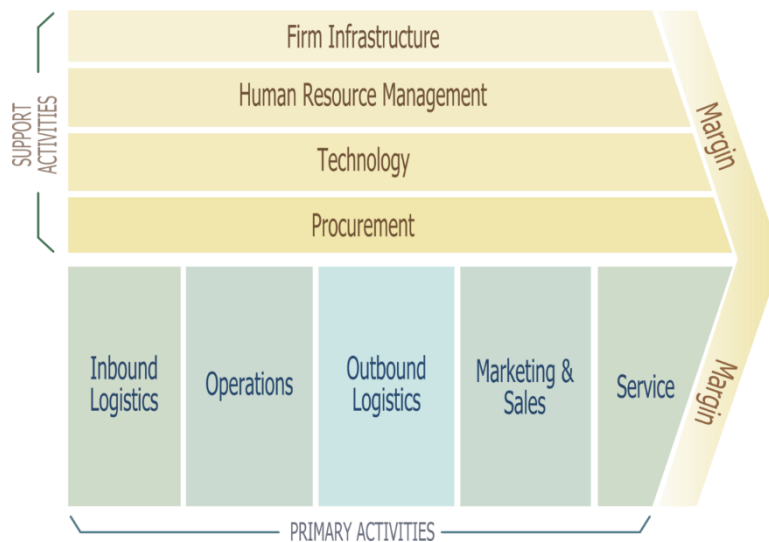 Firm Infrastructure
Human Resource Management
Technology
Procurement
SUPPORT
ACTIVITIES
Margin
Inbound
Logistics
Operations
Outbound
Logistics
Marketing &
Sales
Service
Margin
PRIMARY ACTIVITIES